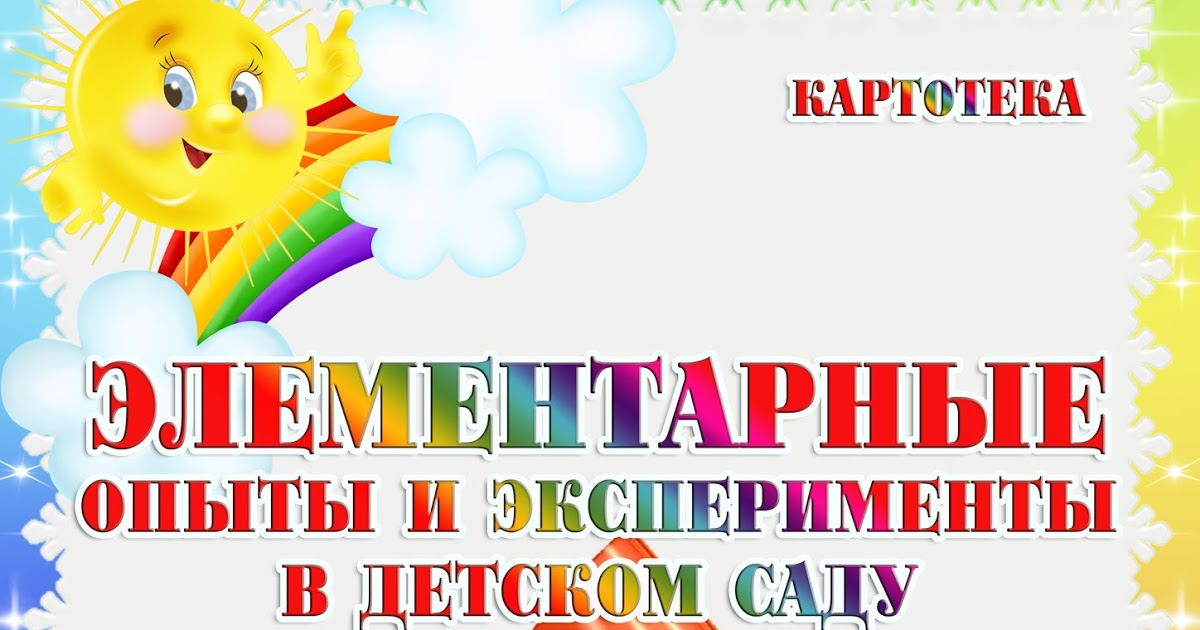 КАРТОТЕКА
ЭЛЕМЕНТАРНЫЕ
ОПЫТЫ И ЭКСПЕРИМЕНТЫ
В ДЕТСКОМ САДУ